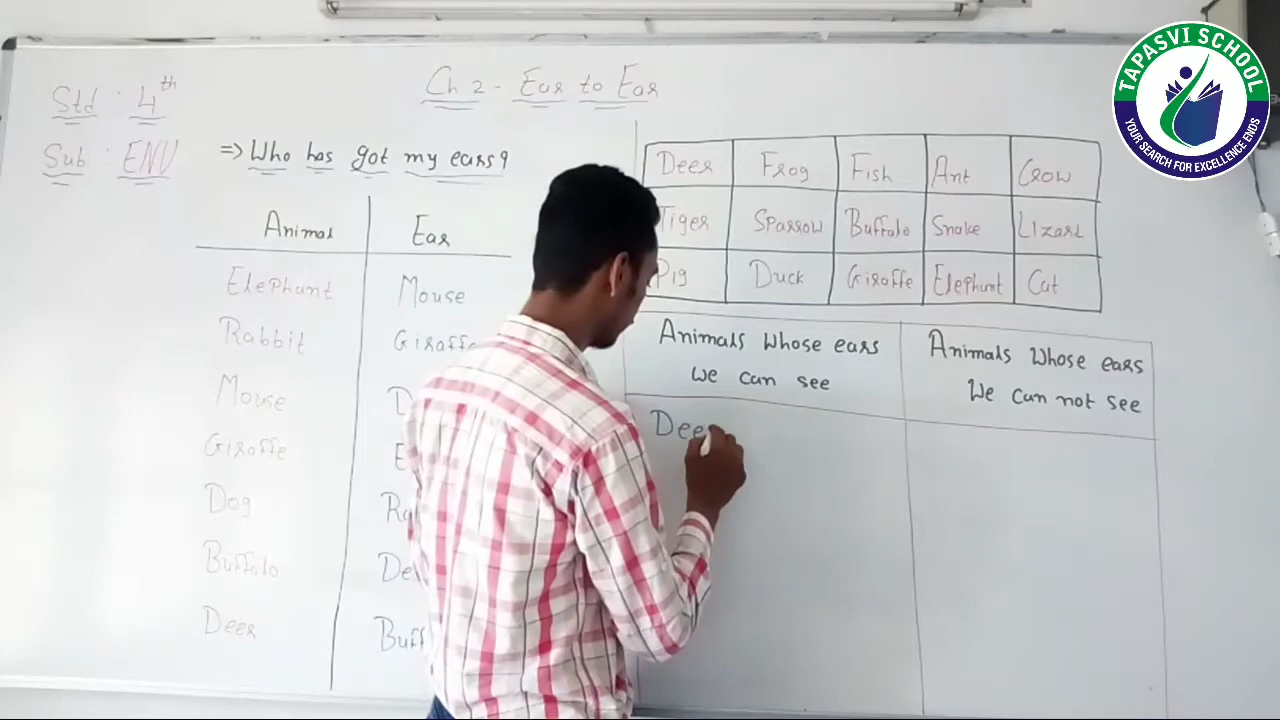 Std : 4th
Sub : ENV
Ch 2 - Ear to Ear
⇒ Who has got my ears?
Animal Ear
Elephant Mouse
Rabbit Giraffe
Mouse D
Giraffe E
Dog Ra
Buffalo Dee
Deer Buff
Deer Frog Fish Ant Crow
Tiger Sparrow Buffalo Snake Lizard
Pig Duck Giraffe Elephant Cat
Animals whose ears
we can see
Animals whose ears
We can not see
Deer
TAPASVI SCHOOL
YOUR SEARCH FOR EXCELLENCE ENDS